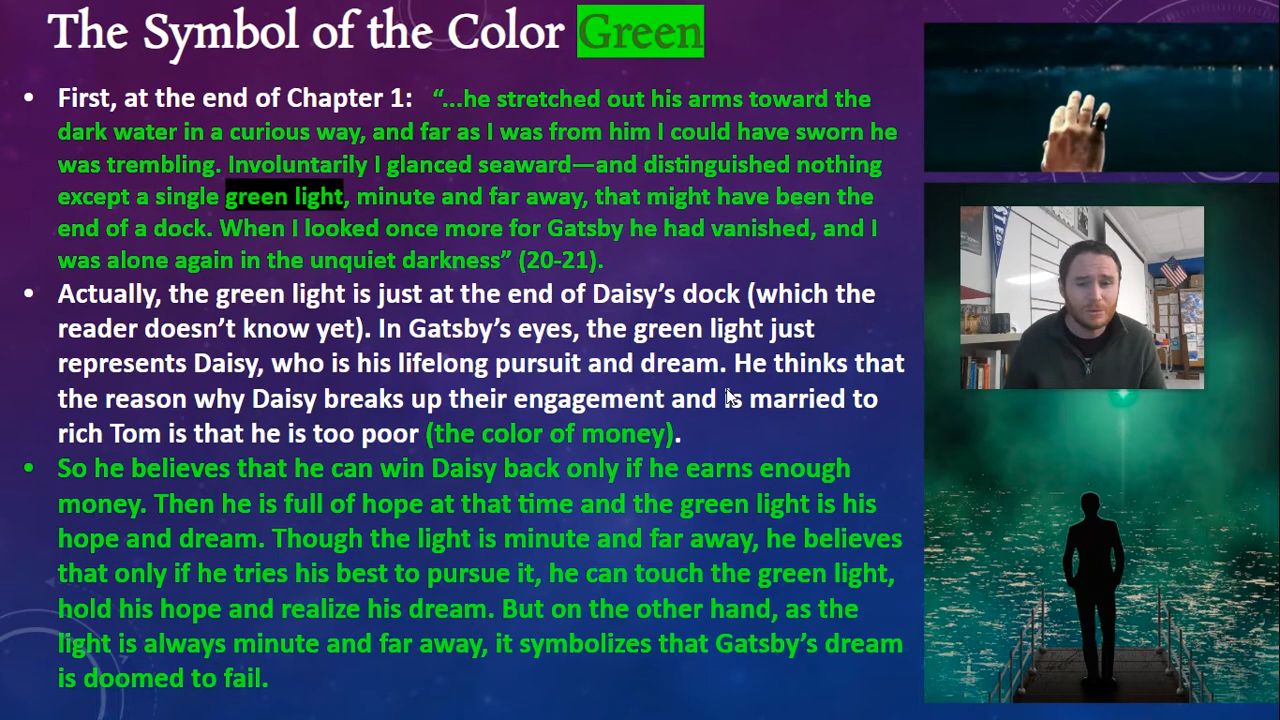 The Symbol of the Color Green
• First, at the end of Chapter 1: “...he stretched out his arms toward the
dark water in a curious way, and far as I was from him I could have sworn he
was trembling. Involuntarily I glanced seaward—and distinguished nothing
except a single green light, minute and far away, that might have been the
end of a dock. When I looked once more for Gatsby he had vanished, and I
was alone again in the unquiet darkness” (20-21).
• Actually, the green light is just at the end of Daisy’s dock (which the
reader doesn’t know yet). In Gatsby’s eyes, the green light just
represents Daisy, who is his lifelong pursuit and dream. He thinks that
the reason why Daisy breaks up their engagement and is married to
rich Tom is that he is too poor (the color of money).
• So he believes that he can win Daisy back only if he earns enough
money. Then he is full of hope at that time and the green light is his
hope and dream. Though the light is minute and far away, he believes
that only if he tries his best to pursue it, he can touch the green light,
hold his hope and realize his dream. But on the other hand, as the
light is always minute and far away, it symbolizes that Gatsby’s dream
is doomed to fail.